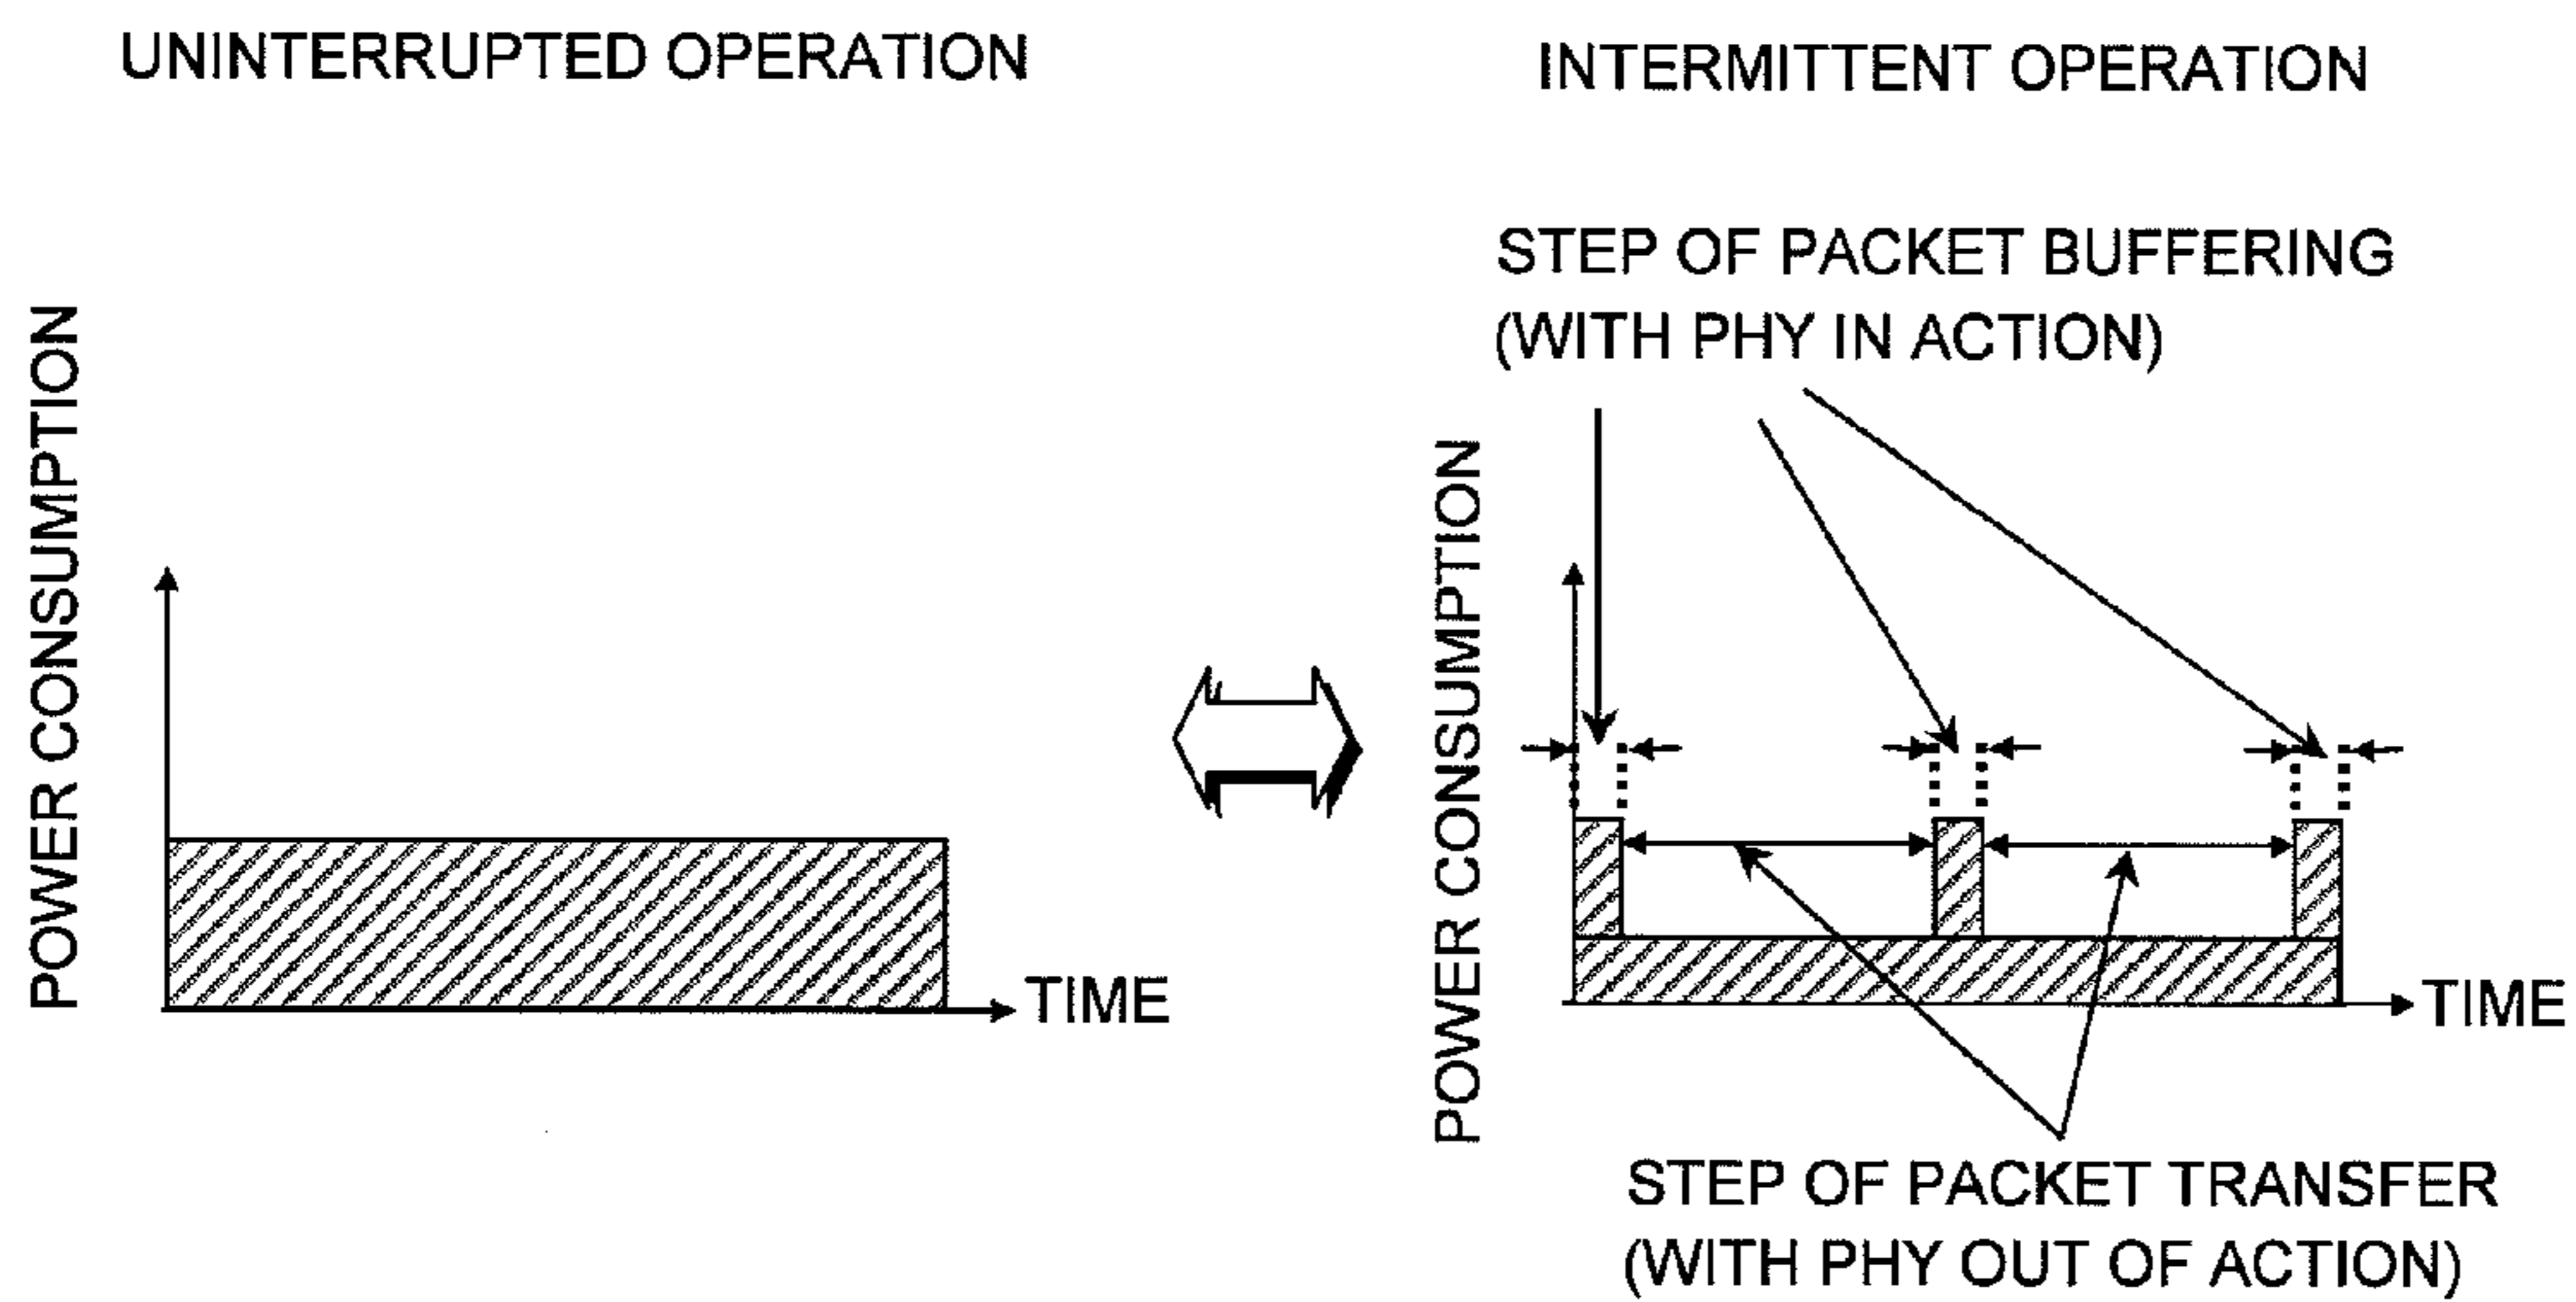 UNINTERRUPTED OPERATION
POWER CONSUMPTION
TIME
INTERMITTENT OPERATION
STEP OF PACKET BUFFERING
(WITH PHY IN ACTION)
POWER CONSUMPTION
TIME
STEP OF PACKET TRANSFER
(WITH PHY OUT OF ACTION)